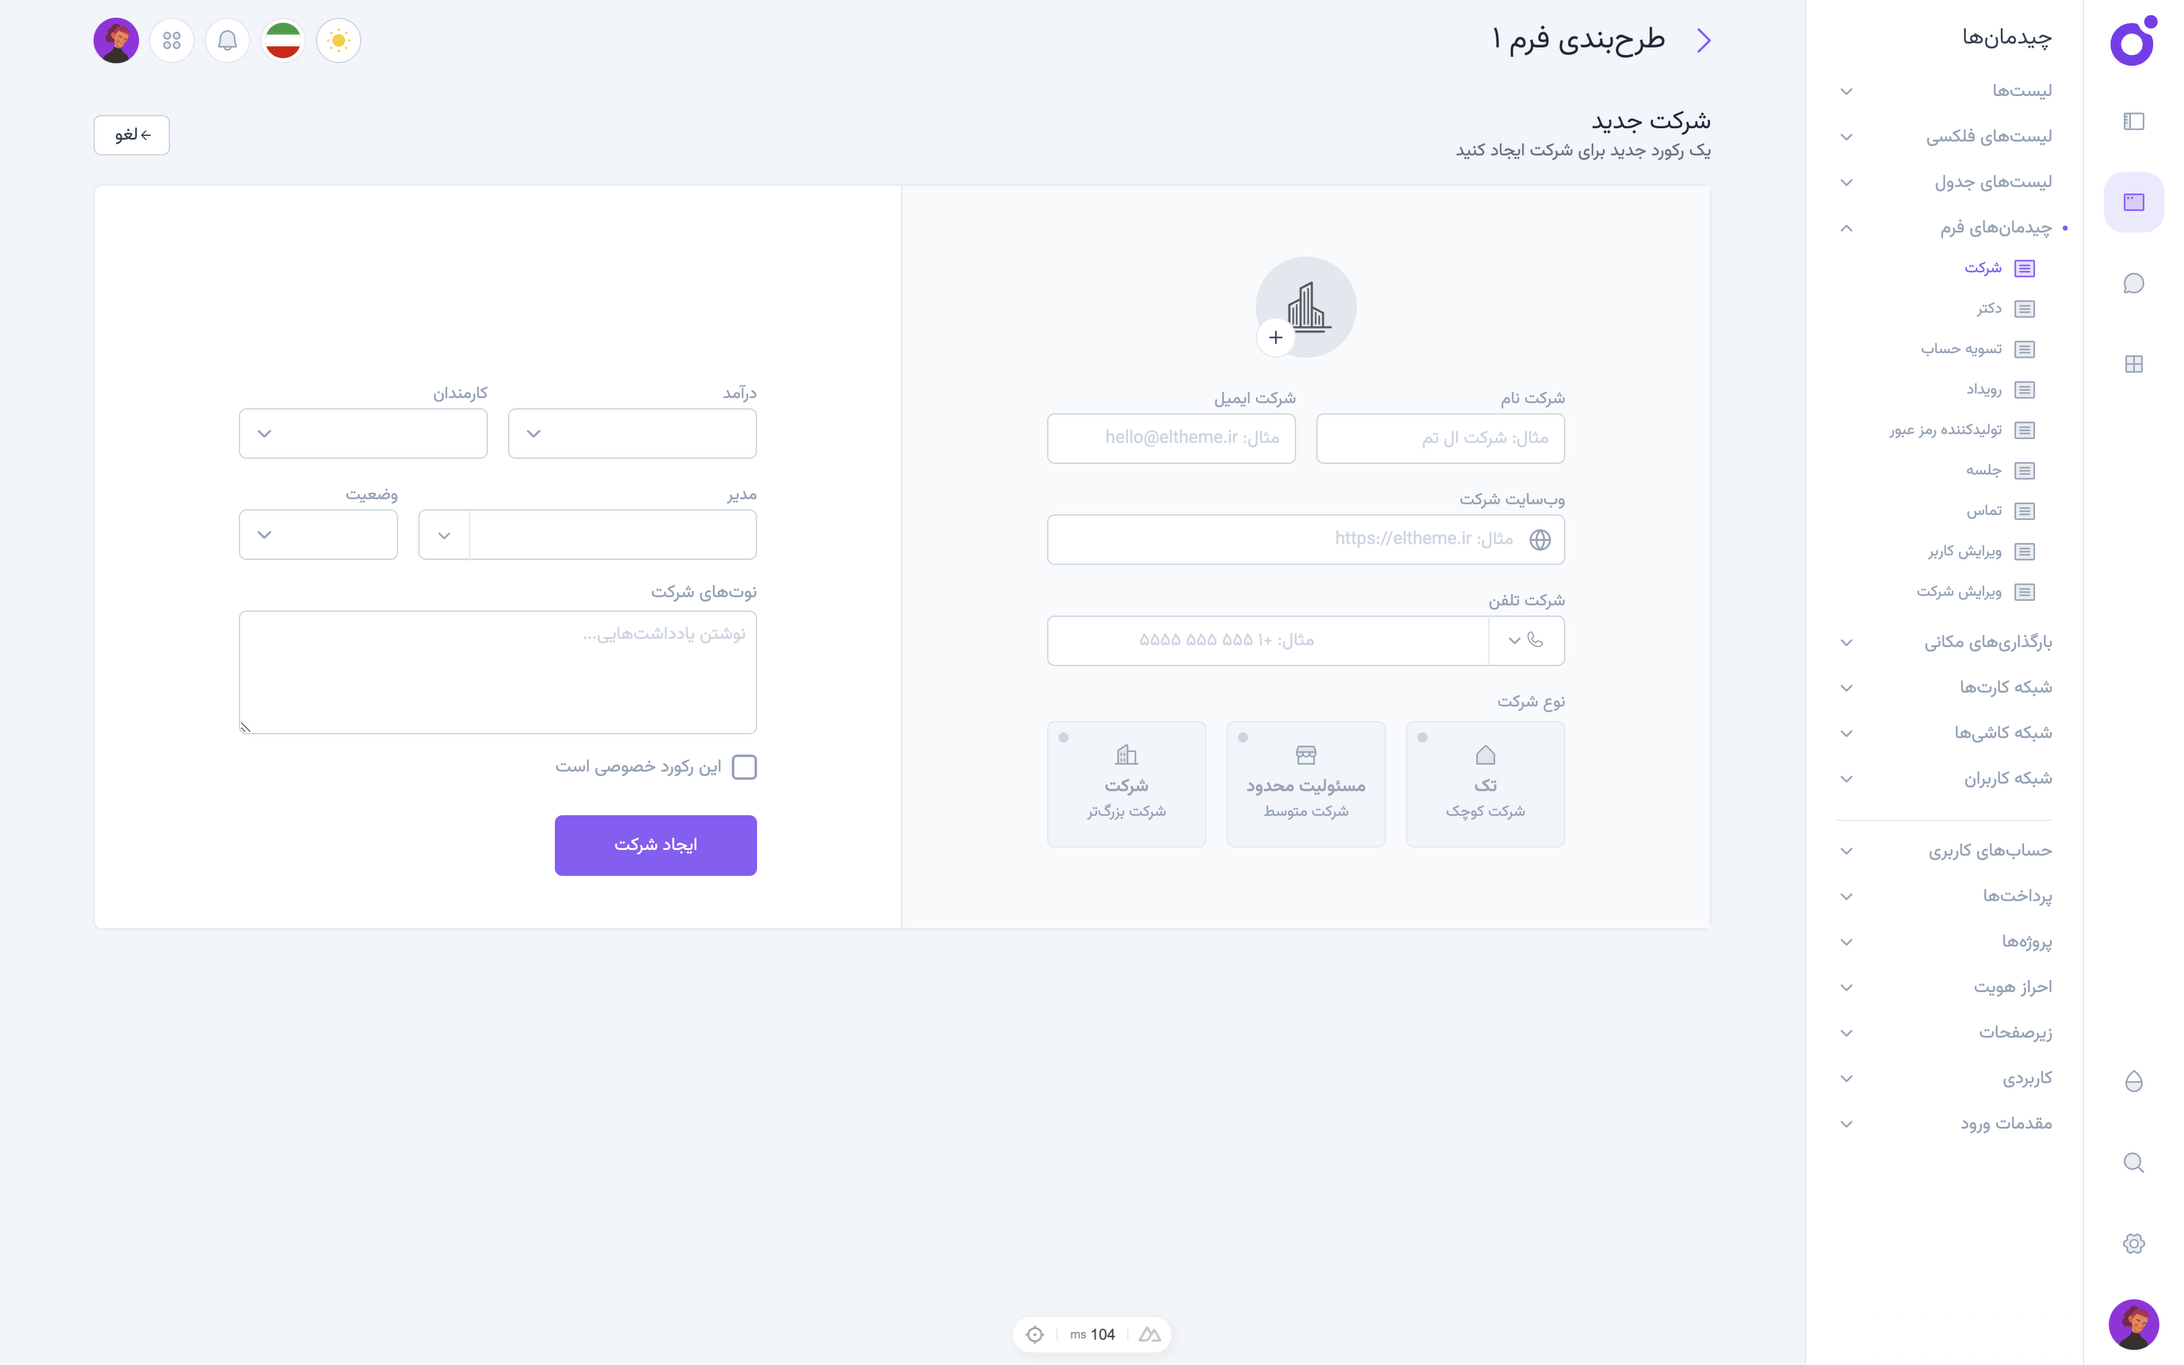 چیدمان‌ها
لیست‌ها
لیست‌های فلکسی
لیست‌های جدول
چیدمان‌های فرم
شرکت
دکتر
تسویه حساب
رویداد
تولیدکننده رمز عبور
جلسه
تماس
ویرایش کاربر
ویرایش شرکت
بارگذاری‌های مکانی
شبکه کارت‌ها
شبکه کاشی‌ها
شبکه کاربران
حساب‌های کاربری
پرداخت‌ها
پروژه‌ها
احراز هویت
زیرصفحات
کاربردی
مقدمات ورود
طرح‌بندی فرم ۱
شرکت جدید
یک رکورد جدید برای شرکت ایجاد کنید
لغو
شرکت نام
شرکت ایمیل
مثال: شرکت ال تم
مثال: hello@eltheme.ir
وب‌سایت شرکت
مثال: https://eltheme.ir
شرکت تلفن
مثال: +۱ ۵۵۵ ۵۵۵ ۵۵۵۵
نوع شرکت
تک
شرکت کوچک
مسئولیت محدود
شرکت متوسط
شرکت
شرکت بزرگ‌تر
درآمد
کارمندان
مدیر
وضعیت
نوت‌های شرکت
نوشتن یادداشت‌هایی...
این رکورد خصوصی است
ایجاد شرکت
104 ms